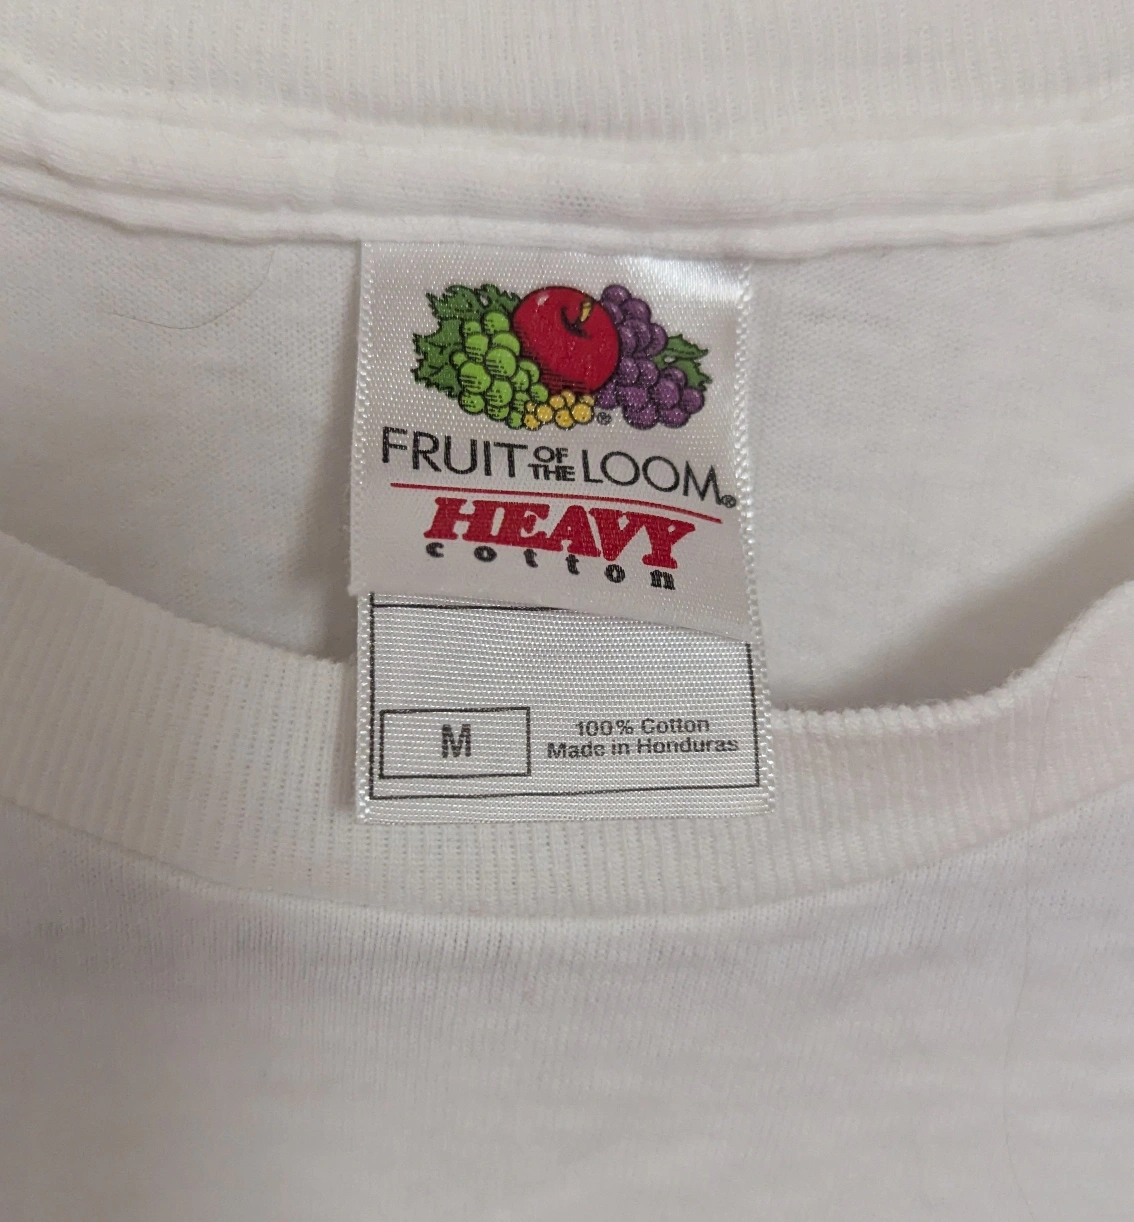 FRUIT OF THE LOOM®
HEAVY
cotton
M
100% Cotton
Made in Honduras